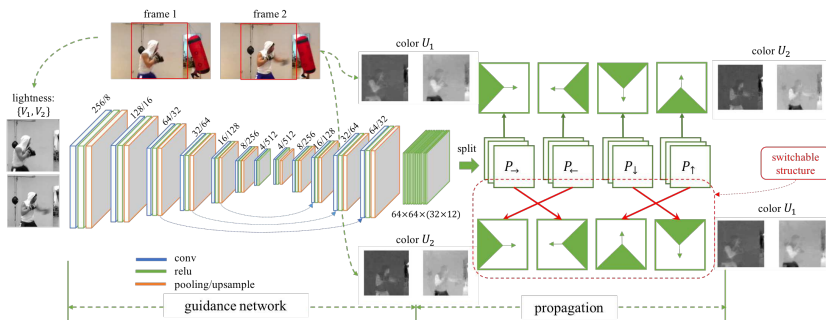 frame 1
frame 2
color U₁
color U₂
lightness:
{V₁, V₂}
256/8
128/16
64/32
32/64
16/128
8/256
4/512
4/512
8/256
16/128
32/64
64/32
split
P→
P←
P↓
P↑
switchable
structure
64×64×(32×12)
color U₁
color U₂
conv
relu
pooling/upsample
guidance network
propagation